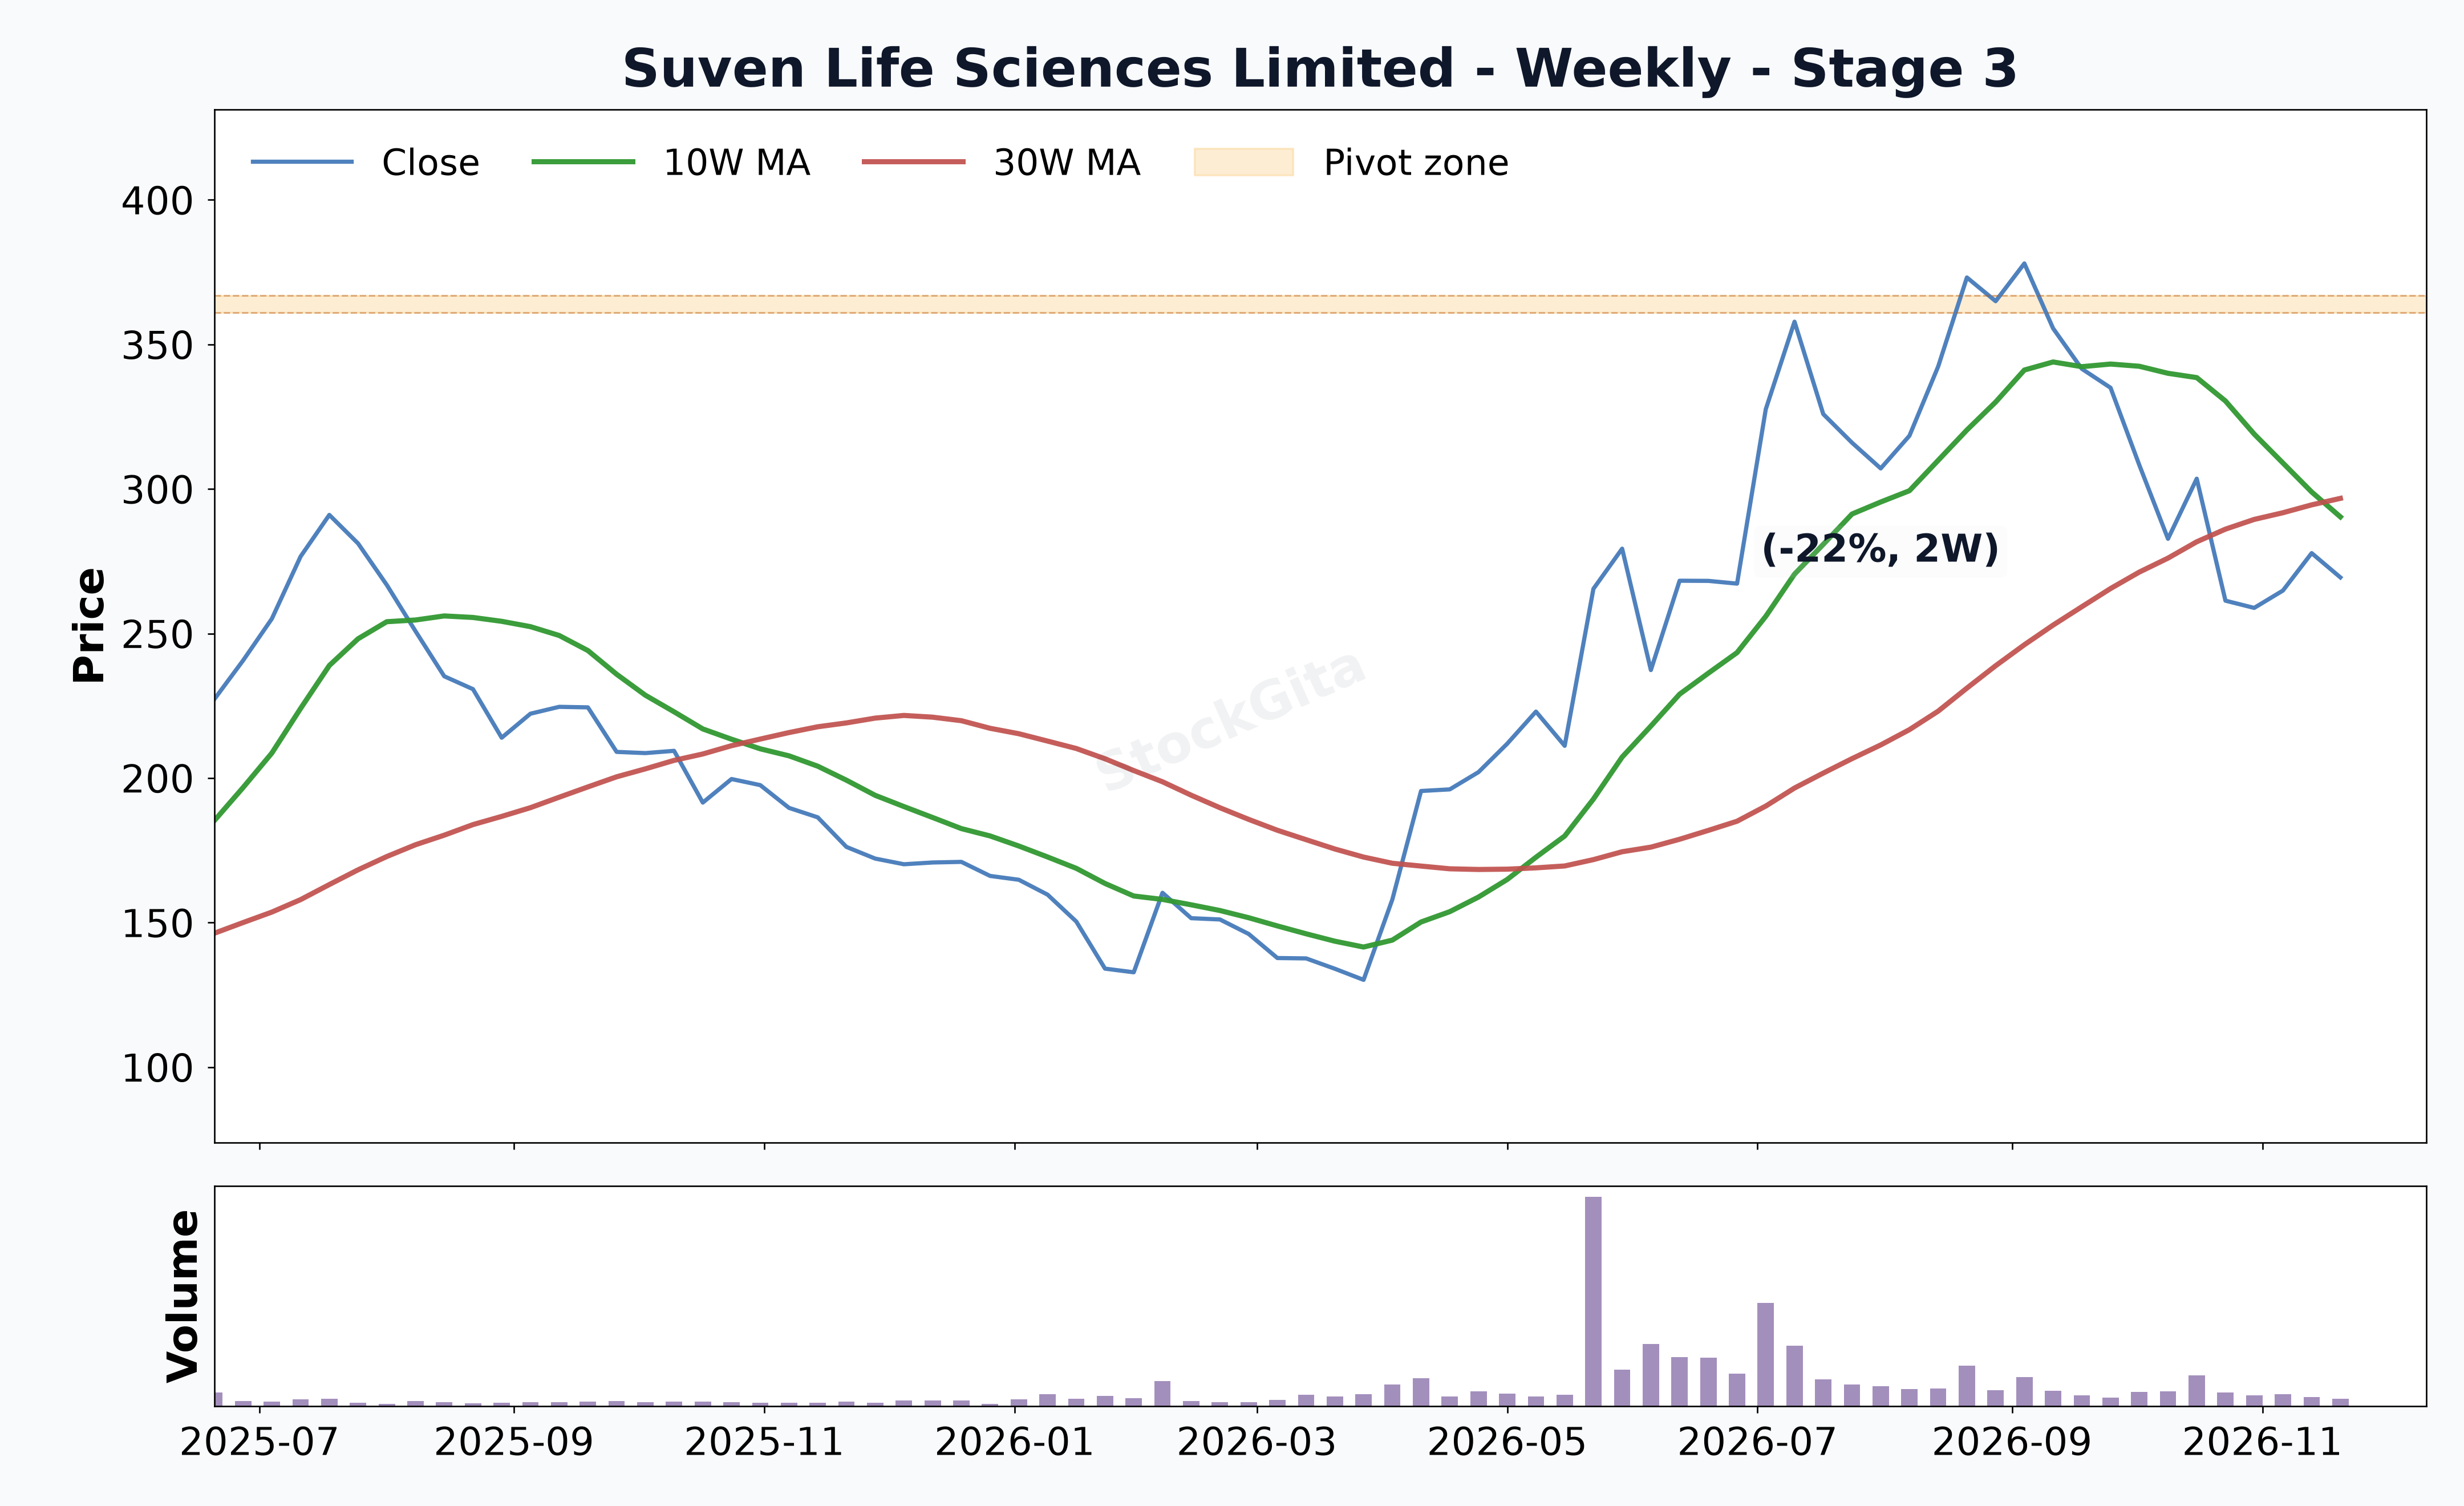 Suven Life Sciences Limited - Weekly - Stage 3
Close 10W MA 30W MA Pivot zone
400
350
300
250
200
150
100
Price
(-22%, 2W)
StockGita
Volume
2025-07 2025-09 2025-11 2026-01 2026-03 2026-05 2026-07 2026-09 2026-11